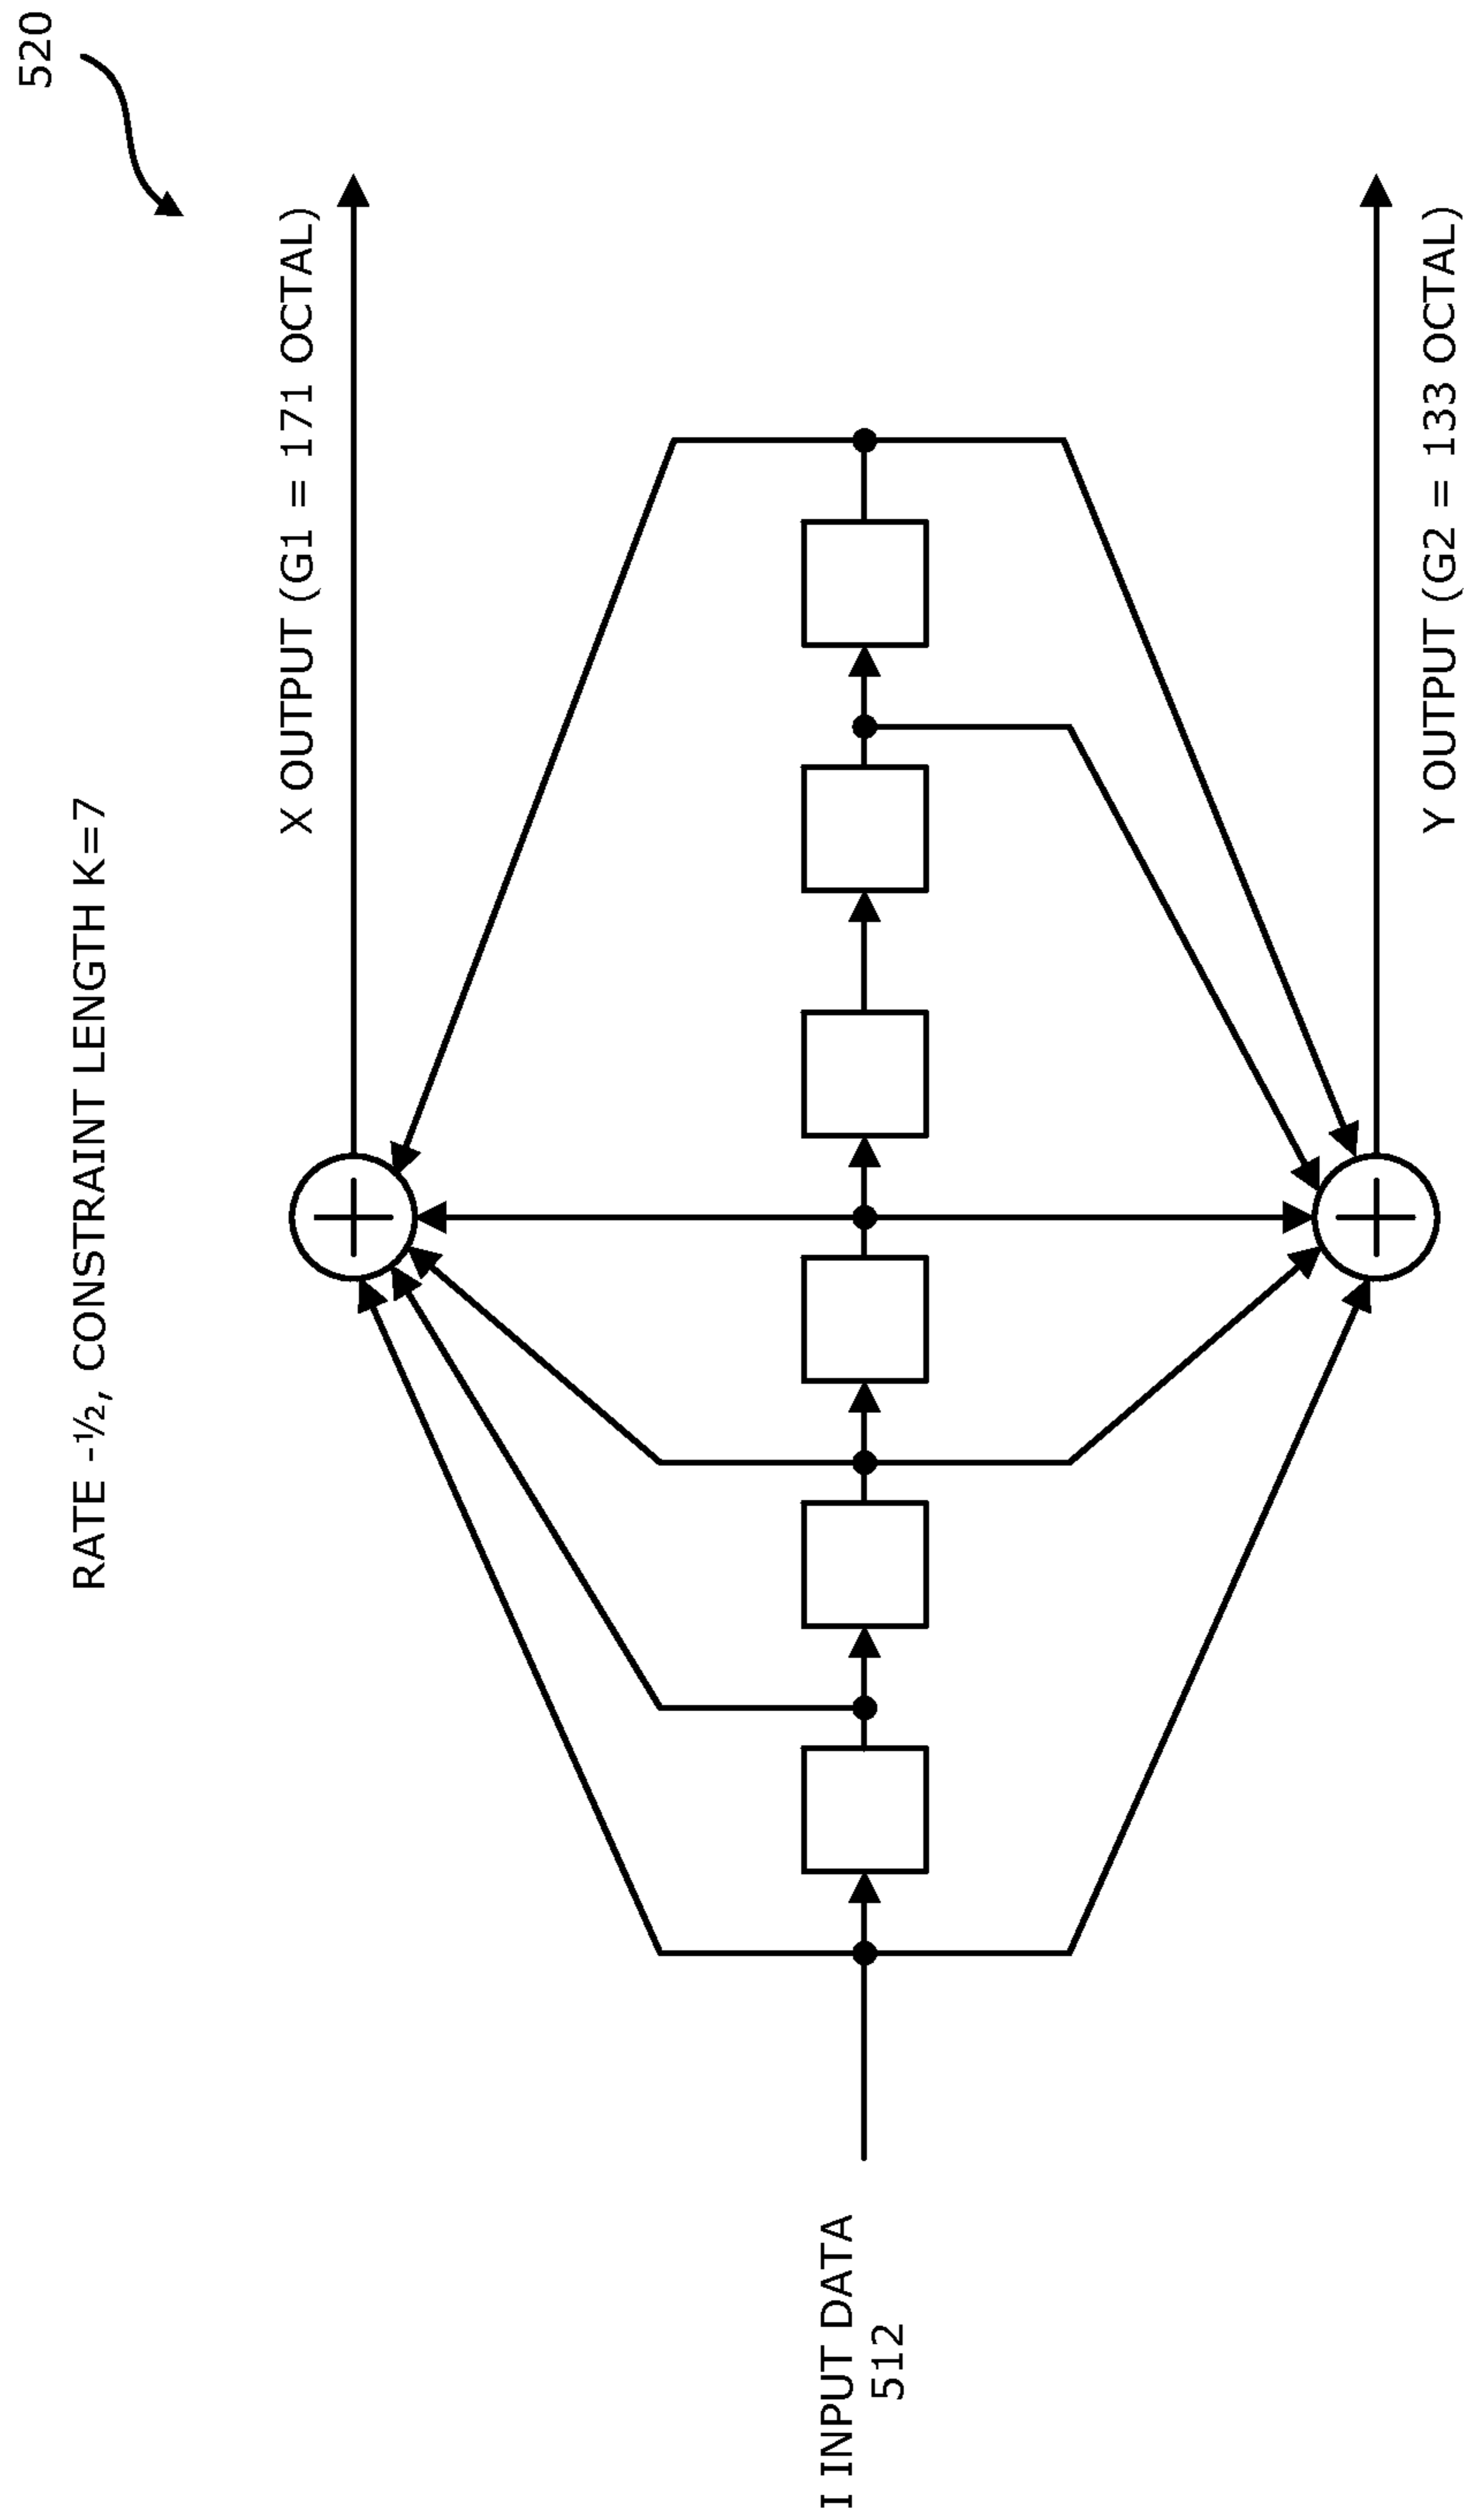 520
RATE -½, CONSTRAINT LENGTH K=7
X OUTPUT (G1 = 171 OCTAL)
I INPUT DATA
512
Y OUTPUT (G2 = 133 OCTAL)